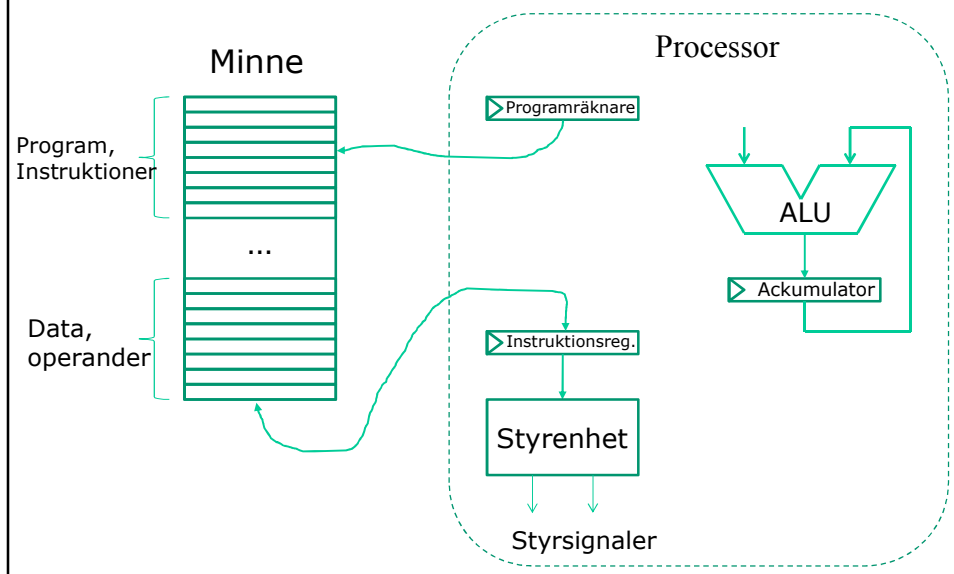 Processor
Minne
Programräknare
Program,
Instruktioner
ALU
...
Ackumulator
Data,
operander
Instruktionsreg.
Styrenhet
Styrsignaler